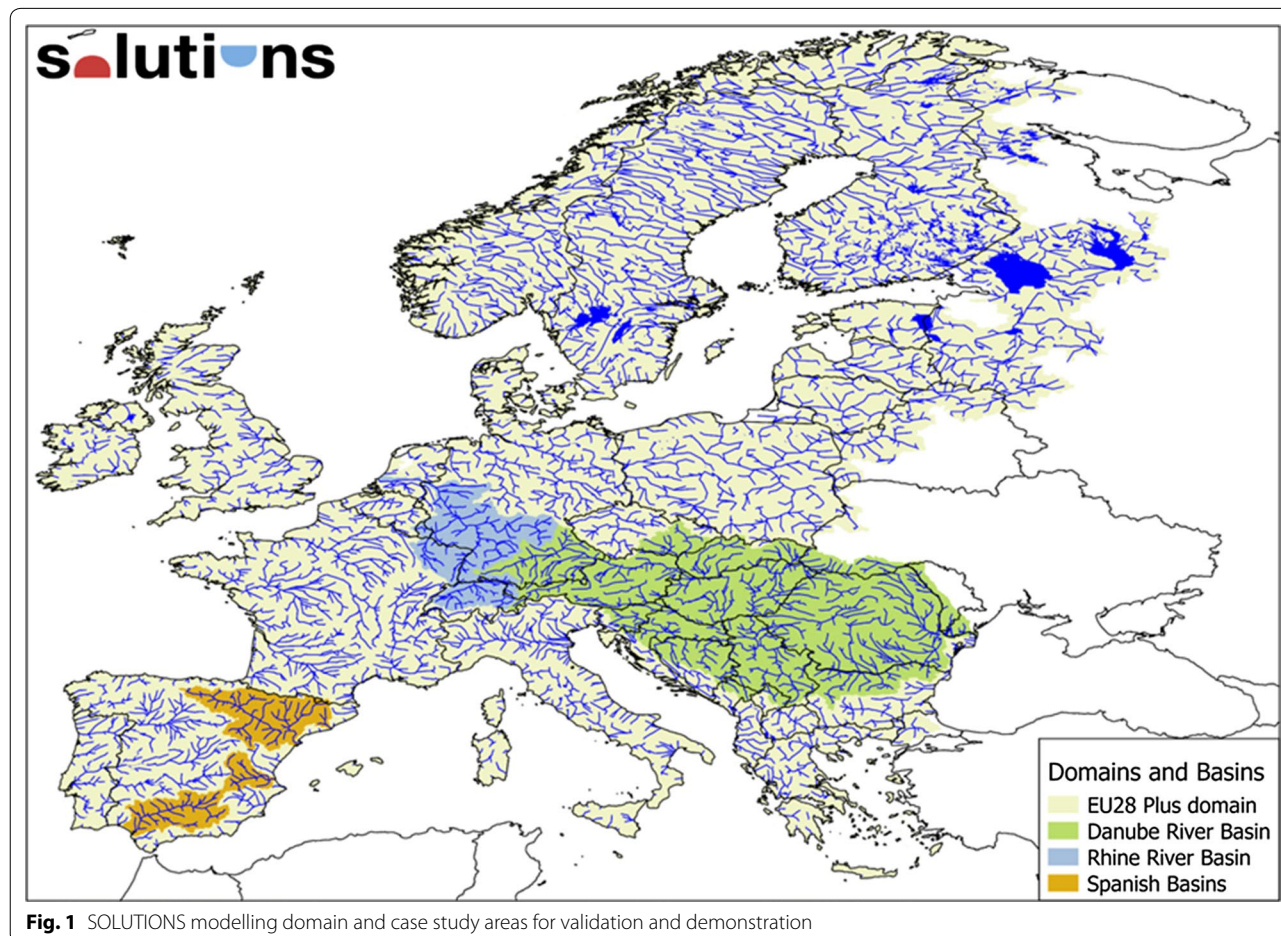 solutions
Domains and Basins
EU28 Plus domain
Danube River Basin
Rhine River Basin
Spanish Basins
Fig. 1 SOLUTIONS modelling domain and case study areas for validation and demonstration